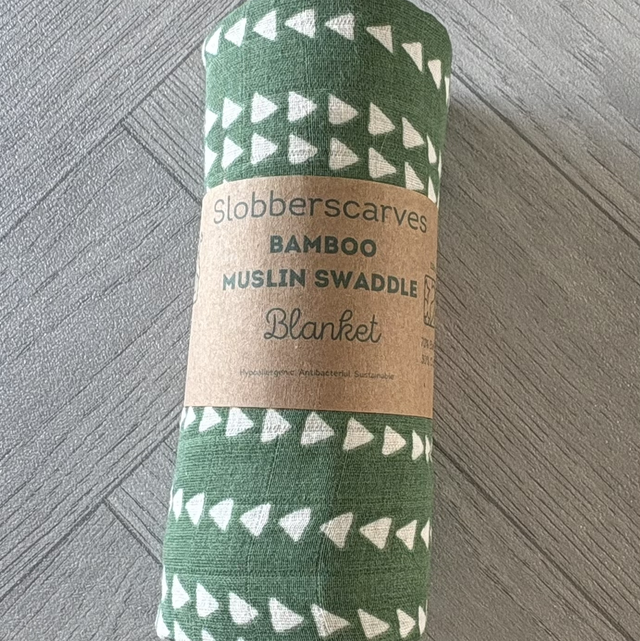 Slobberscarves
BAMBOO
MUSLIN SWADDLE
Blanket
Hypoallergenic Antibacterial Sustainable